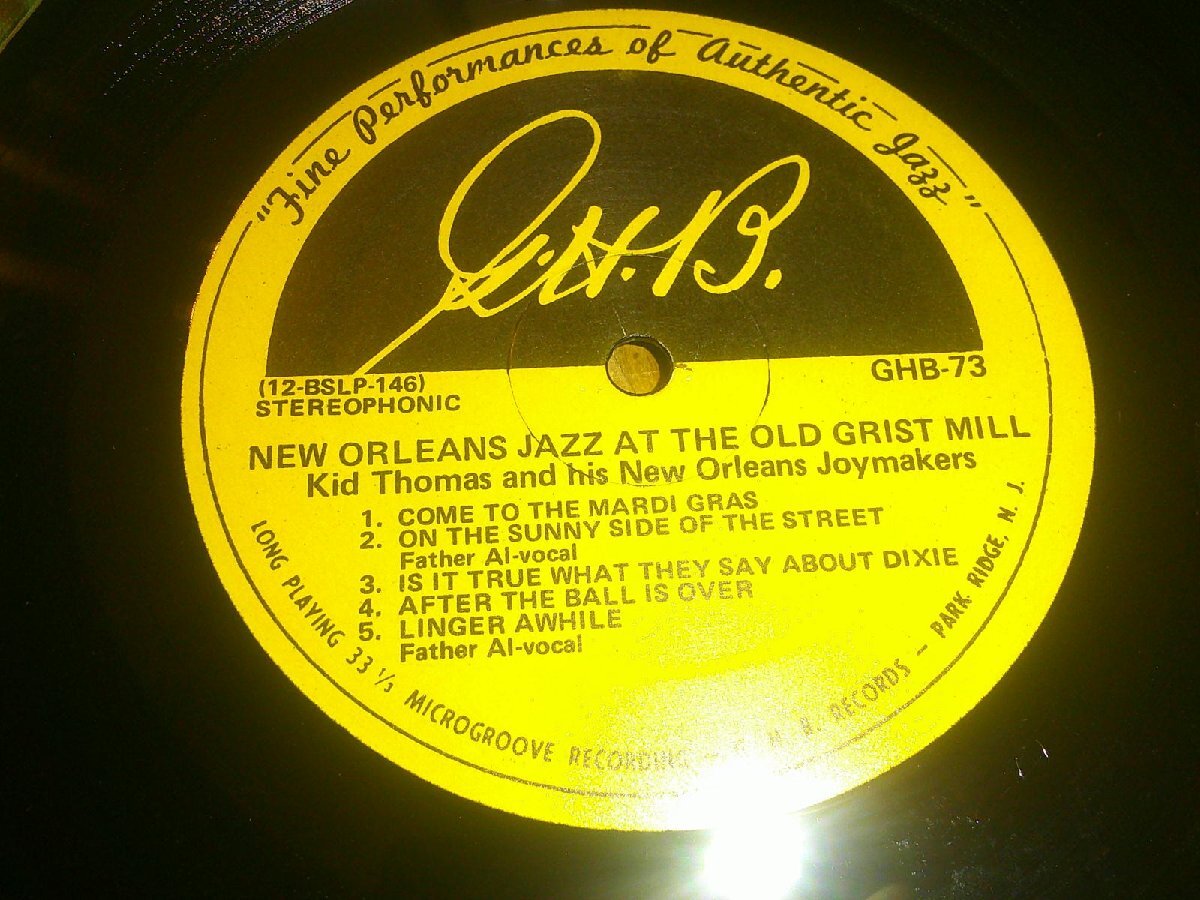 "Fine Performances of Authentic Jazz"
G.H.B.
(12-BSLP-146)
STEREOPHONIC
GHB-73
NEW ORLEANS JAZZ AT THE OLD GRIST MILL
Kid Thomas and his New Orleans Joymakers
1. COME TO THE MARDI GRAS
2. ON THE SUNNY SIDE OF THE STREET
Father Al-vocal
3. IS IT TRUE WHAT THEY SAY ABOUT DIXIE
4. AFTER THE BALL IS OVER
5. LINGER AWHILE
Father Al-vocal
LONG PLAYING 33 1/3 MICROGROOVE RECORDING – G. H. B. RECORDS – PARK RIDGE, N. J.